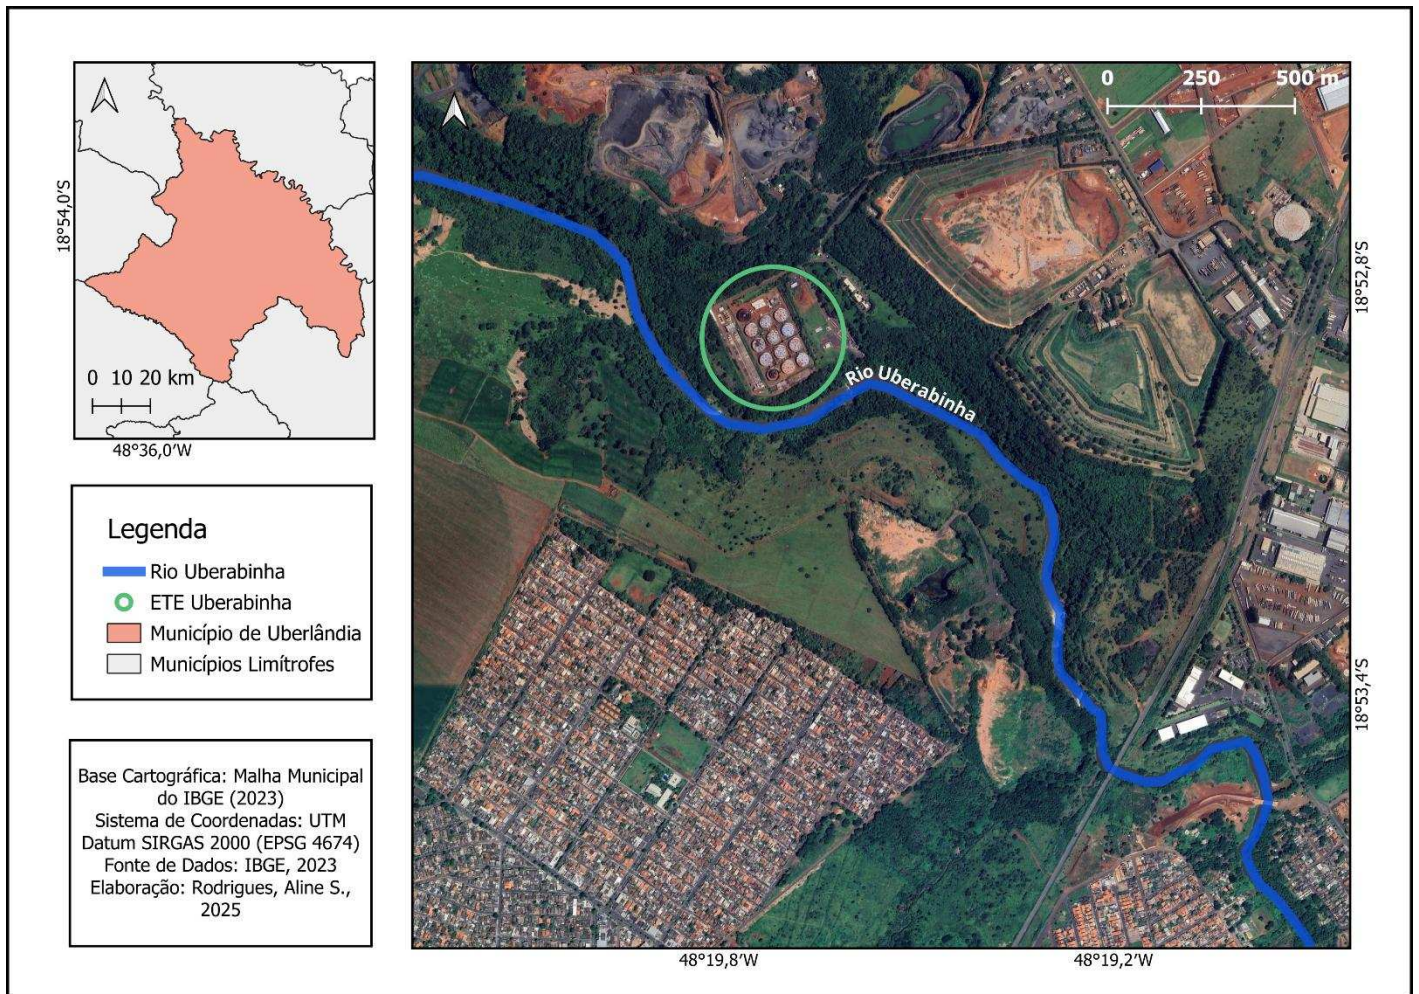 18°54,0'S
0 10 20 km
48°36,0'W
Legenda
Rio Uberabinha
ETE Uberabinha
Município de Uberlândia
Municípios Limítrofes
Base Cartográfica: Malha Municipal
do IBGE (2023)
Sistema de Coordenadas: UTM
Datum SIRGAS 2000 (EPSG 4674)
Fonte de Dados: IBGE, 2023
Elaboração: Rodrigues, Aline S.,
2025
0 250 500 m
Rio Uberabinha
18°52,8'S
18°53,4'S
48°19,8'W
48°19,2'W